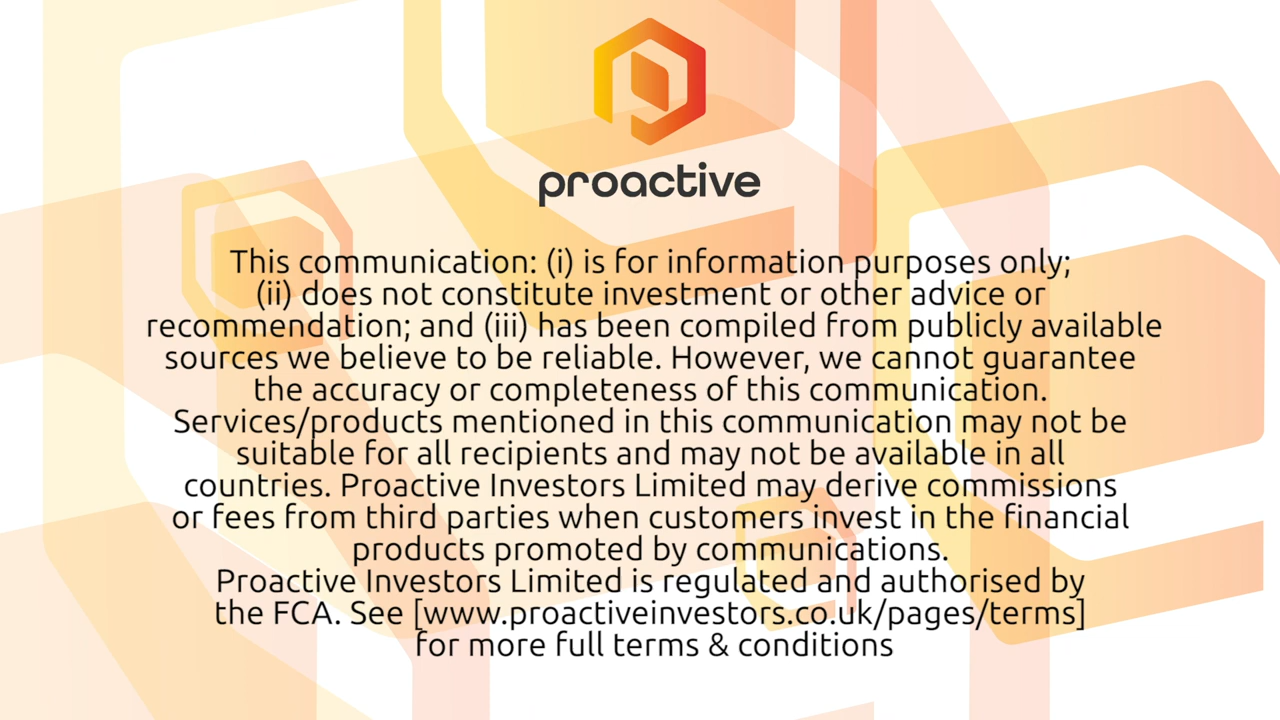 proactive
This communication: (i) is for information purposes only;
(ii) does not constitute investment or other advice or
recommendation; and (iii) has been compiled from publicly available
sources we believe to be reliable. However, we cannot guarantee
the accuracy or completeness of this communication.
Services/products mentioned in this communication may not be
suitable for all recipients and may not be available in all
countries. Proactive Investors Limited may derive commissions
or fees from third parties when customers invest in the financial
products promoted by communications.
Proactive Investors Limited is regulated and authorised by
the FCA. See [www.proactiveinvestors.co.uk/pages/terms]
for more full terms & conditions